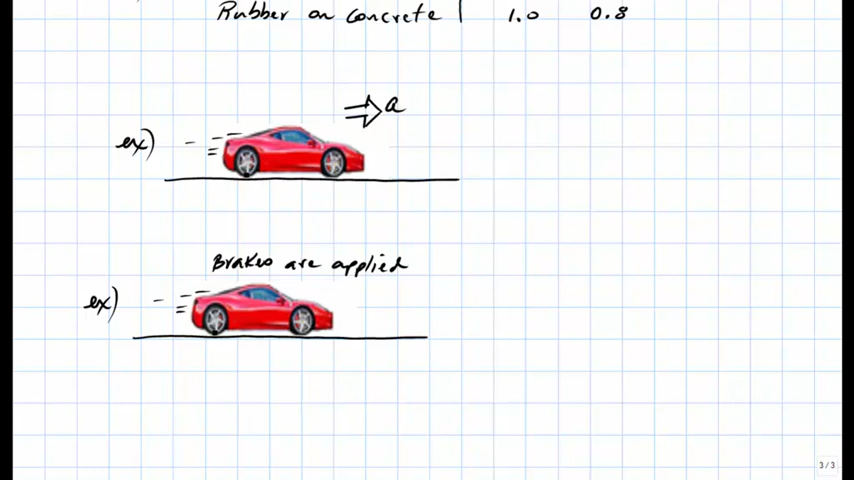 Rubber on concrete | 1.0 0.8
⇒ a
ex)
Brakes are applied
ex)
3/3